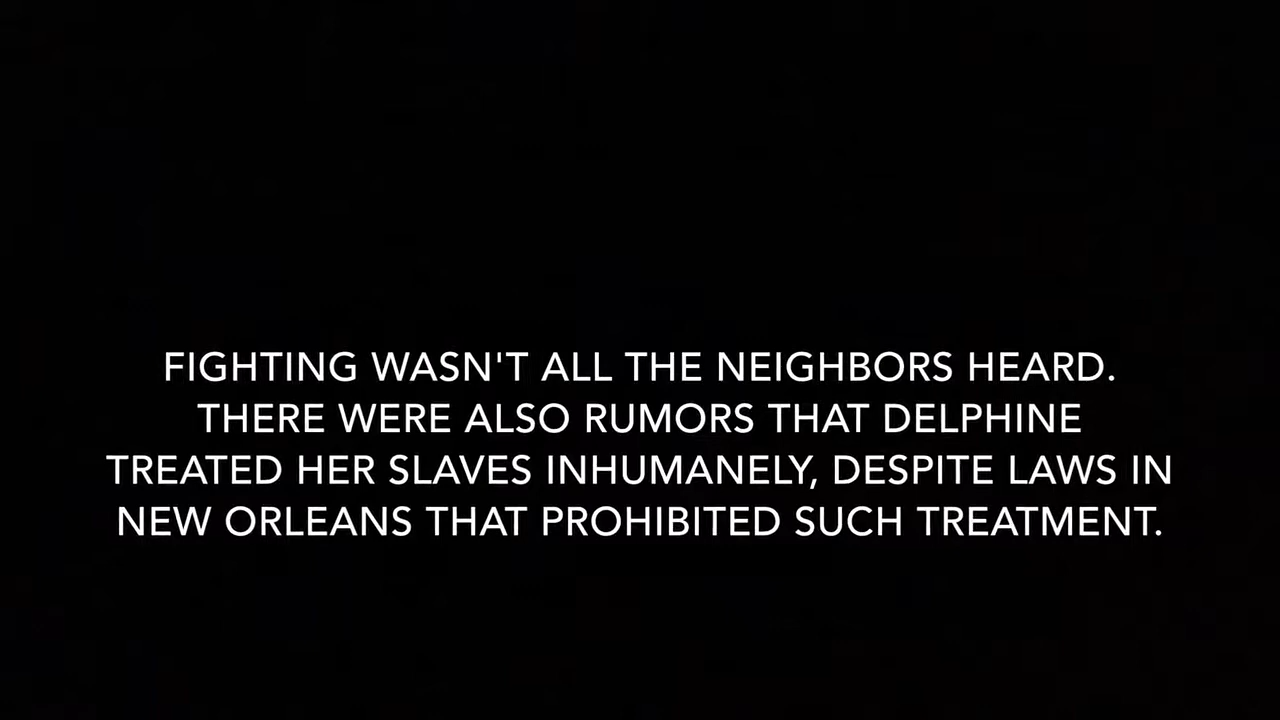 FIGHTING WASN'T ALL THE NEIGHBORS HEARD.
THERE WERE ALSO RUMORS THAT DELPHINE
TREATED HER SLAVES INHUMANELY, DESPITE LAWS IN
NEW ORLEANS THAT PROHIBITED SUCH TREATMENT.